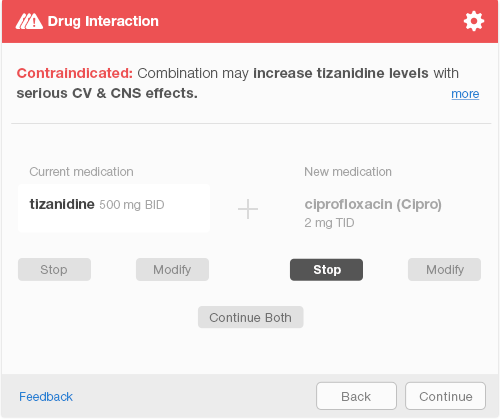 Drug Interaction
Contraindicated: Combination may increase tizanidine levels with
serious CV & CNS effects.
more
Current medication
New medication
tizanidine 500 mg BID
ciprofloxacin (Cipro)
2 mg TID
Stop
Modify
Stop
Modify
Continue Both
Feedback
Back
Continue